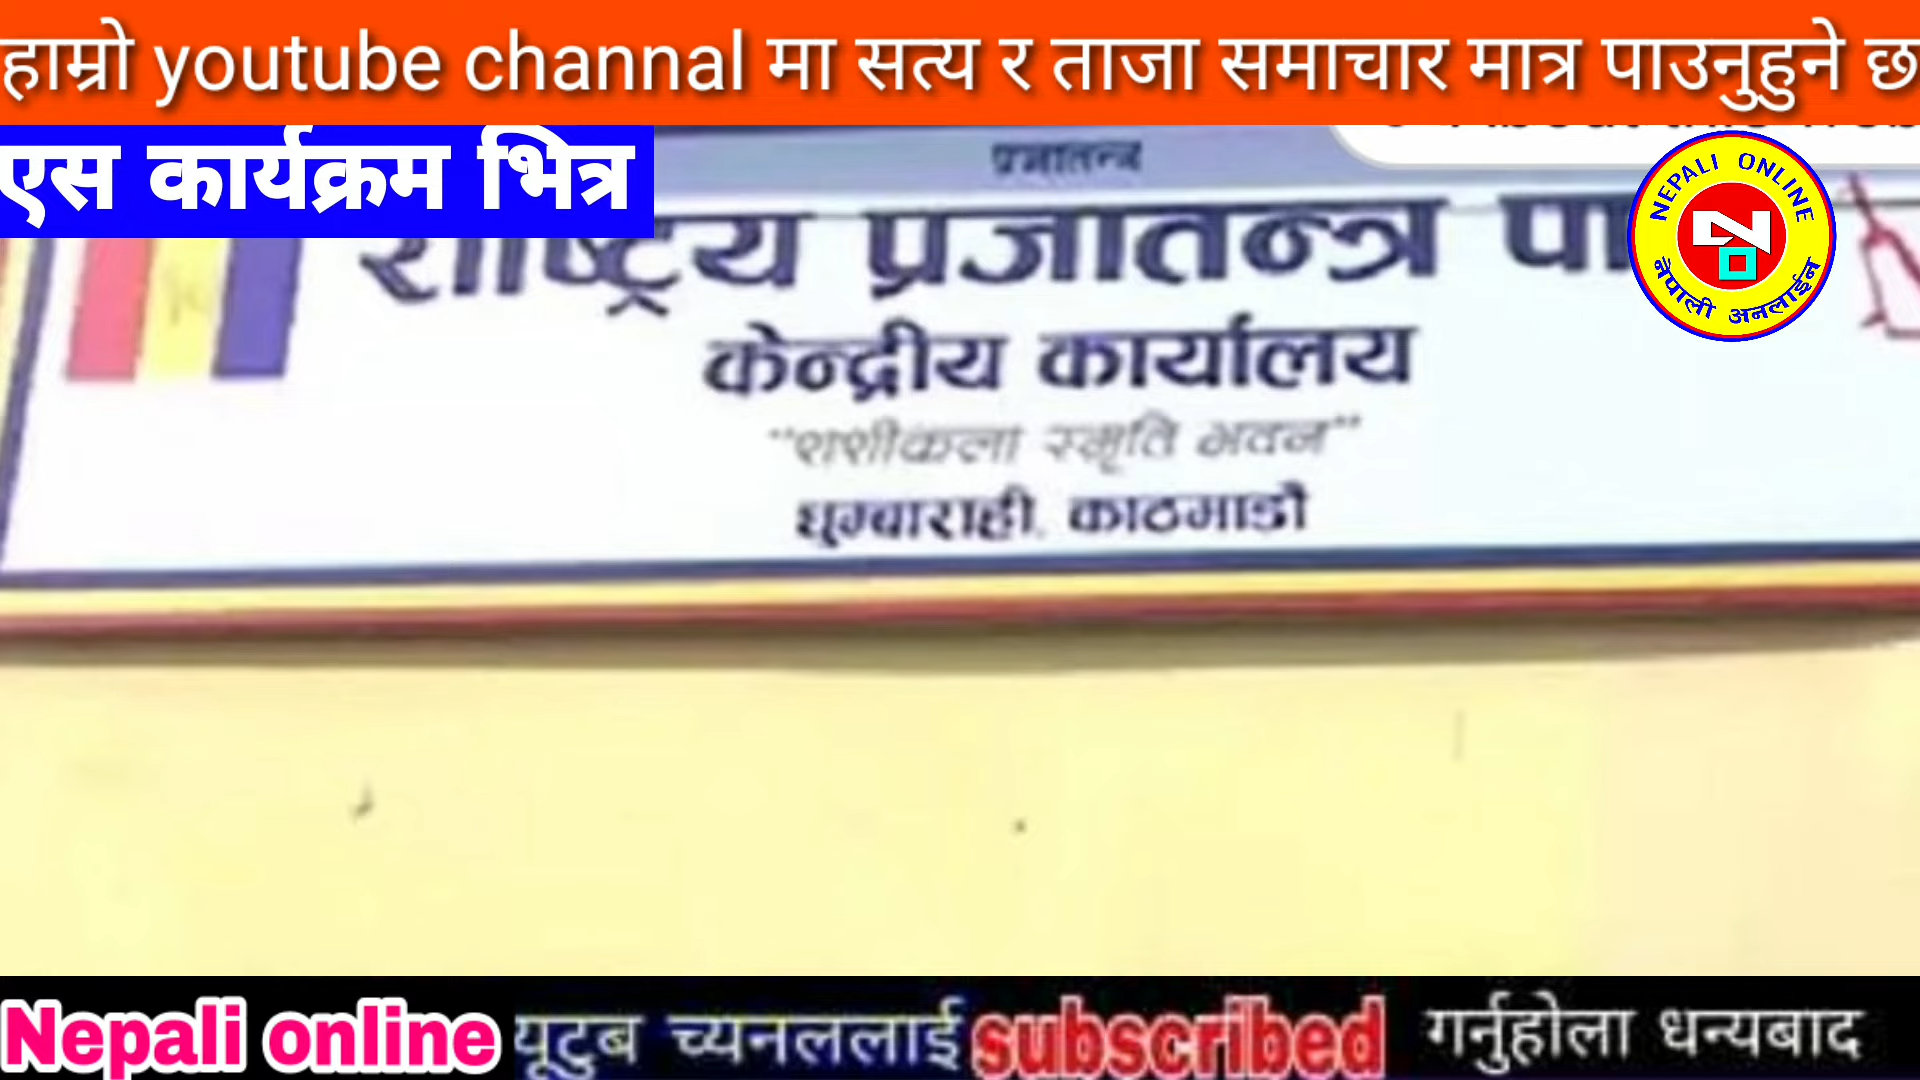 हाम्रो youtube channal मा सत्य र ताजा समाचार मात्र पाउनुहुने छ
एस कार्यक्रम भित्र
प्रजातन्त्र
राष्ट्रिय प्रजातन्त्र पा
केन्द्रीय कार्यालय
"शशीकला स्मृति भवन"
धुम्बाराही, काठमाडौं
NEPALI ONLINE
NO
नेपाली अनलाईन
Nepali online यूटुब च्यनललाई subscribed गर्नुहोला धन्यबाद